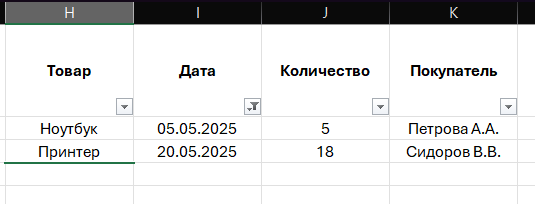 H I J K
Товар Дата Количество Покупатель
Ноутбук 05.05.2025 5 Петрова А.А.
Принтер 20.05.2025 18 Сидоров В.В.